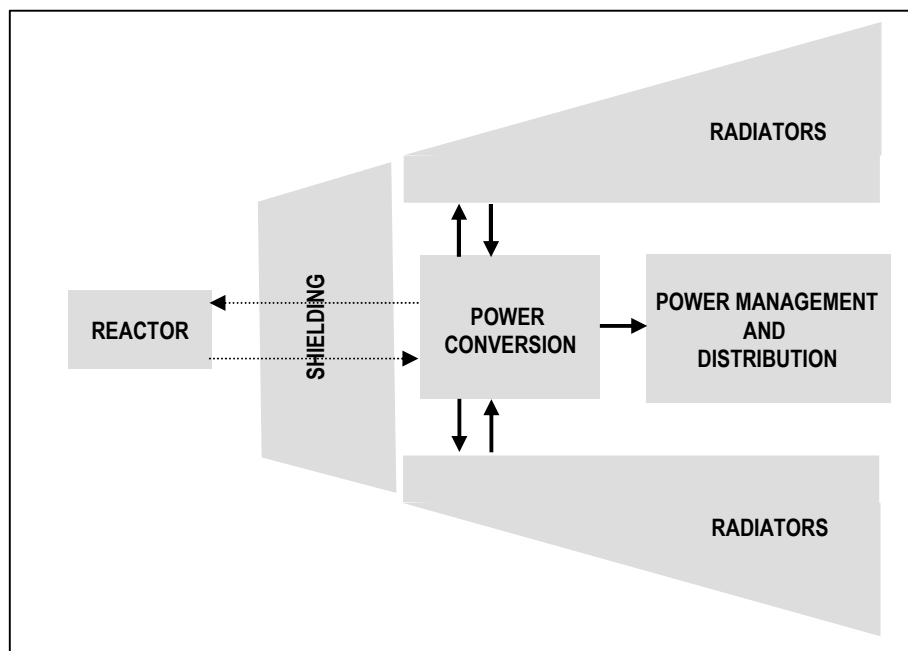 RADIATORS
REACTOR
SHIELDING
POWER
CONVERSION
POWER MANAGEMENT
AND
DISTRIBUTION
RADIATORS